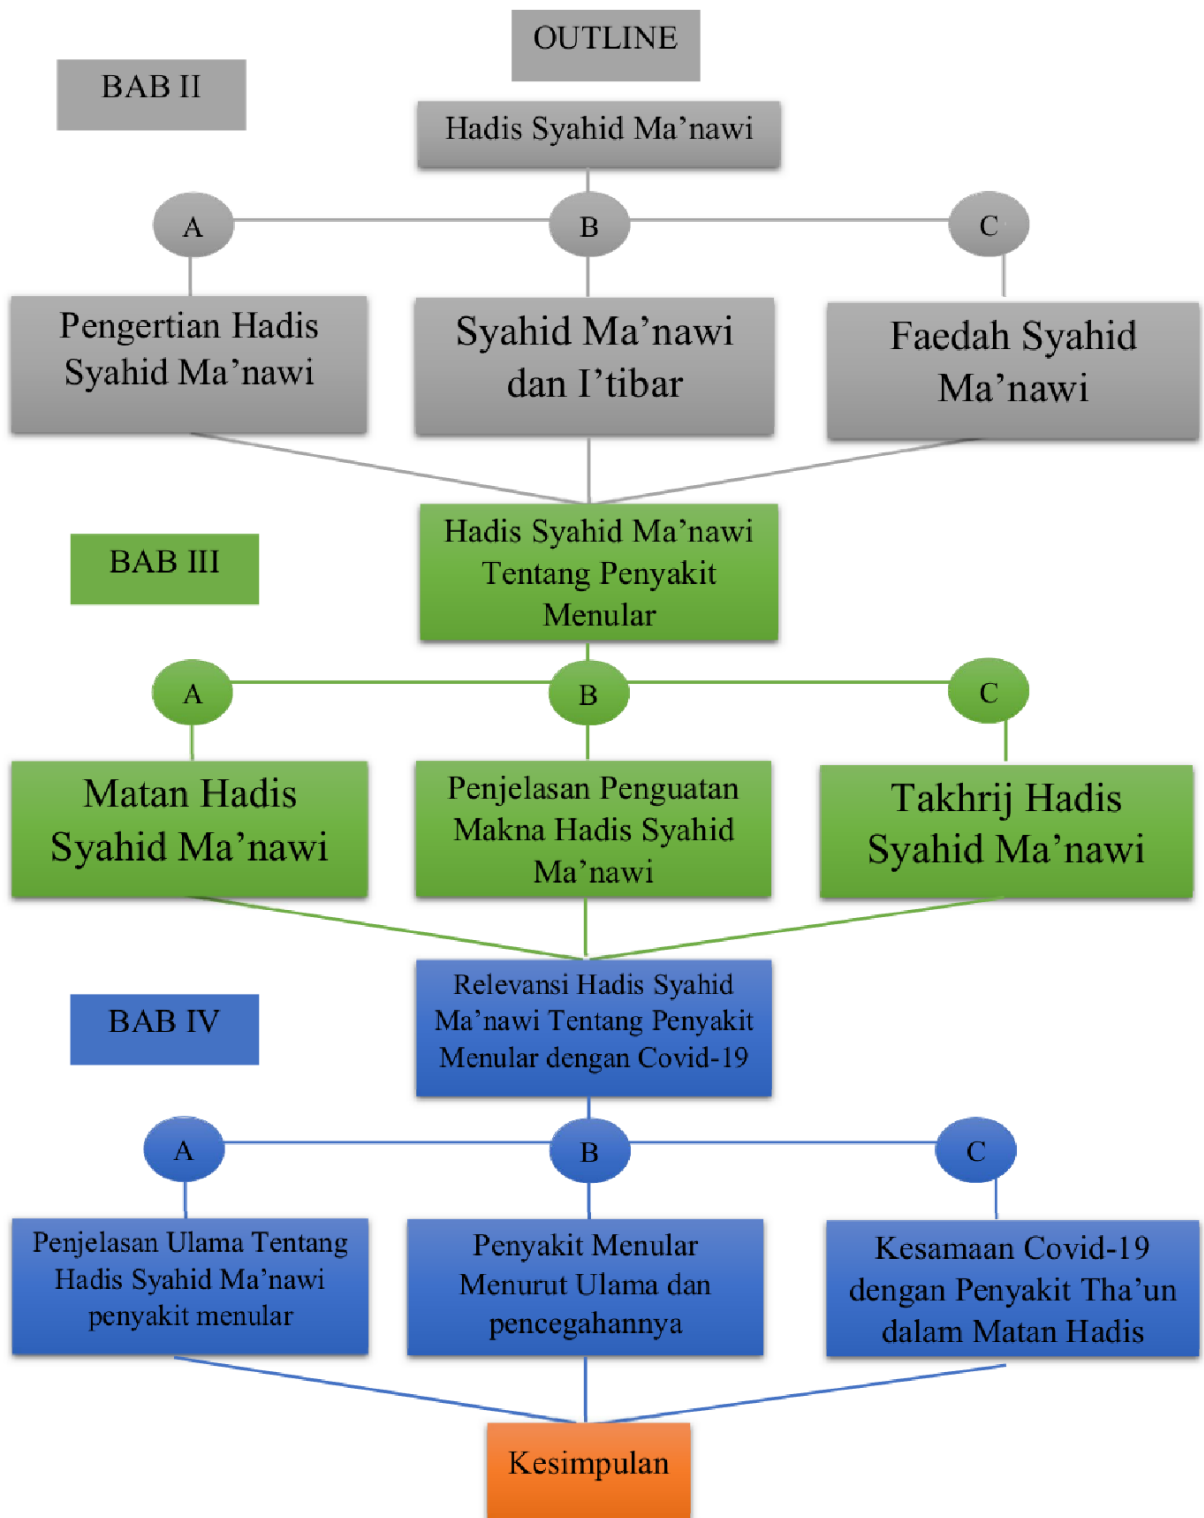 OUTLINE
BAB II
Hadis Syahid Ma’nawi
A
B
C
Pengertian Hadis
Syahid Ma’nawi
Syahid Ma’nawi
dan I’tibar
Faedah Syahid
Ma’nawi
BAB III
Hadis Syahid Ma’nawi
Tentang Penyakit
Menular
A
B
C
Matan Hadis
Syahid Ma’nawi
Penjelasan Penguatan
Makna Hadis Syahid
Ma’nawi
Takhrij Hadis
Syahid Ma’nawi
BAB IV
Relevansi Hadis Syahid
Ma’nawi Tentang Penyakit
Menular dengan Covid-19
A
B
C
Penjelasan Ulama Tentang
Hadis Syahid Ma’nawi
penyakit menular
Penyakit Menular
Menurut Ulama dan
pencegahannya
Kesamaan Covid-19
dengan Penyakit Tha’un
dalam Matan Hadis
Kesimpulan